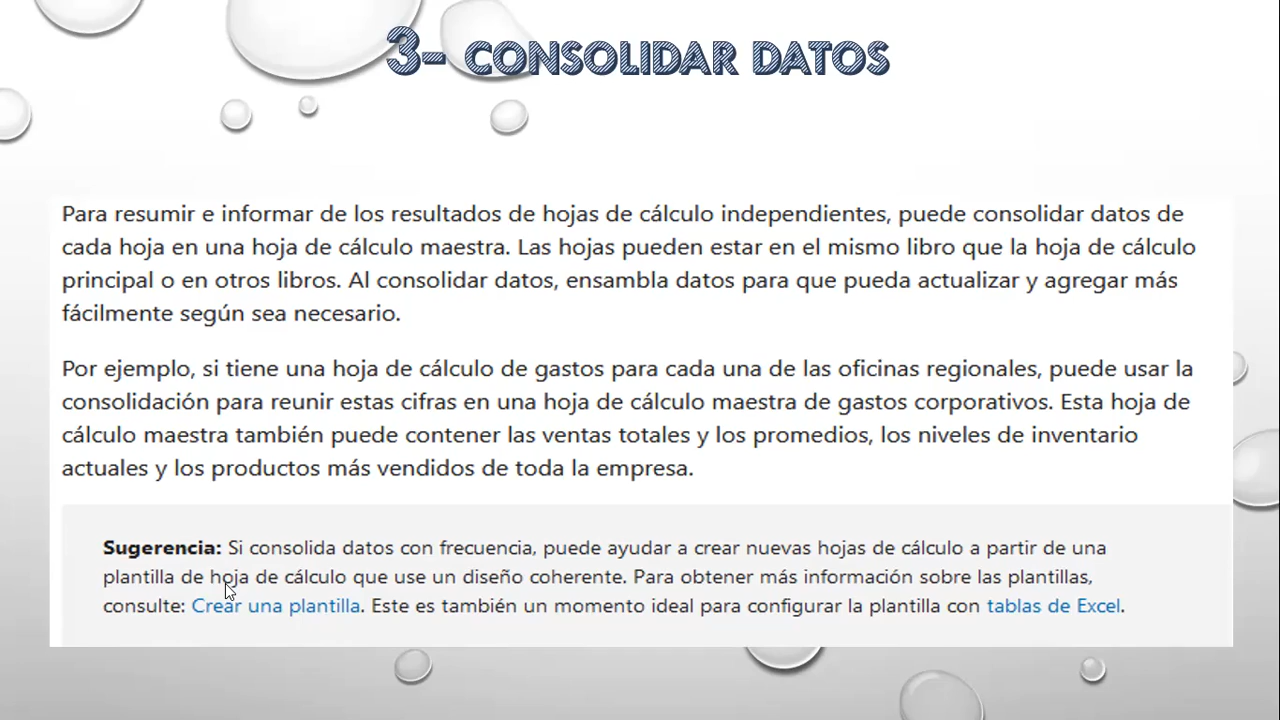 3- CONSOLIDAR DATOS
Para resumir e informar de los resultados de hojas de cálculo independientes, puede consolidar datos de
cada hoja en una hoja de cálculo maestra. Las hojas pueden estar en el mismo libro que la hoja de cálculo
principal o en otros libros. Al consolidar datos, ensambla datos para que pueda actualizar y agregar más
fácilmente según sea necesario.
Por ejemplo, si tiene una hoja de cálculo de gastos para cada una de las oficinas regionales, puede usar la
consolidación para reunir estas cifras en una hoja de cálculo maestra de gastos corporativos. Esta hoja de
cálculo maestra también puede contener las ventas totales y los promedios, los niveles de inventario
actuales y los productos más vendidos de toda la empresa.
Sugerencia: Si consolida datos con frecuencia, puede ayudar a crear nuevas hojas de cálculo a partir de una
plantilla de hoja de cálculo que use un diseño coherente. Para obtener más información sobre las plantillas,
consulte: Crear una plantilla. Este es también un momento ideal para configurar la plantilla con tablas de Excel.